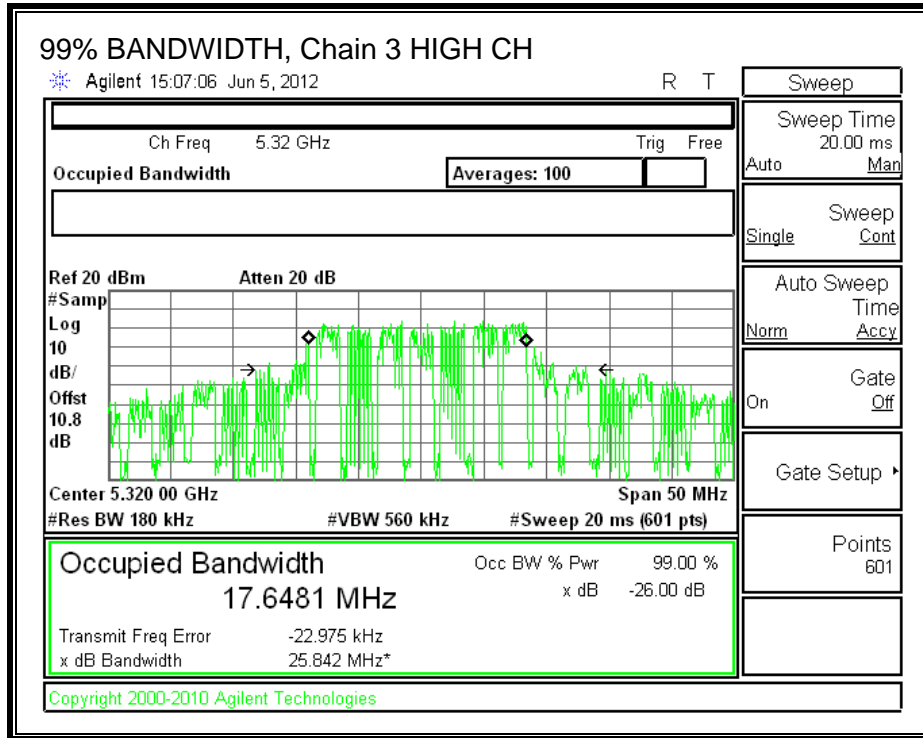 99% BANDWIDTH, Chain 3 HIGH CH
Agilent 15:07:06 Jun 5, 2012 R T
Ch Freq 5.32 GHz Trig Free
Occupied Bandwidth Averages: 100
Ref 20 dBm Atten 20 dB
#Samp
Log
10
dB/
Offst
10.8
dB
Center 5.320 00 GHz Span 50 MHz
#Res BW 180 kHz #VBW 560 kHz #Sweep 20 ms (601 pts)
Occupied Bandwidth Occ BW % Pwr 99.00 %
17.6481 MHz x dB -26.00 dB
Transmit Freq Error -22.975 kHz
x dB Bandwidth 25.842 MHz*
Copyright 2000-2010 Agilent Technologies
Sweep
Sweep Time
20.00 ms
Auto Man
Sweep
Single Cont
Auto Sweep
Time
Norm Accy
Gate
On Off
Gate Setup
Points
601